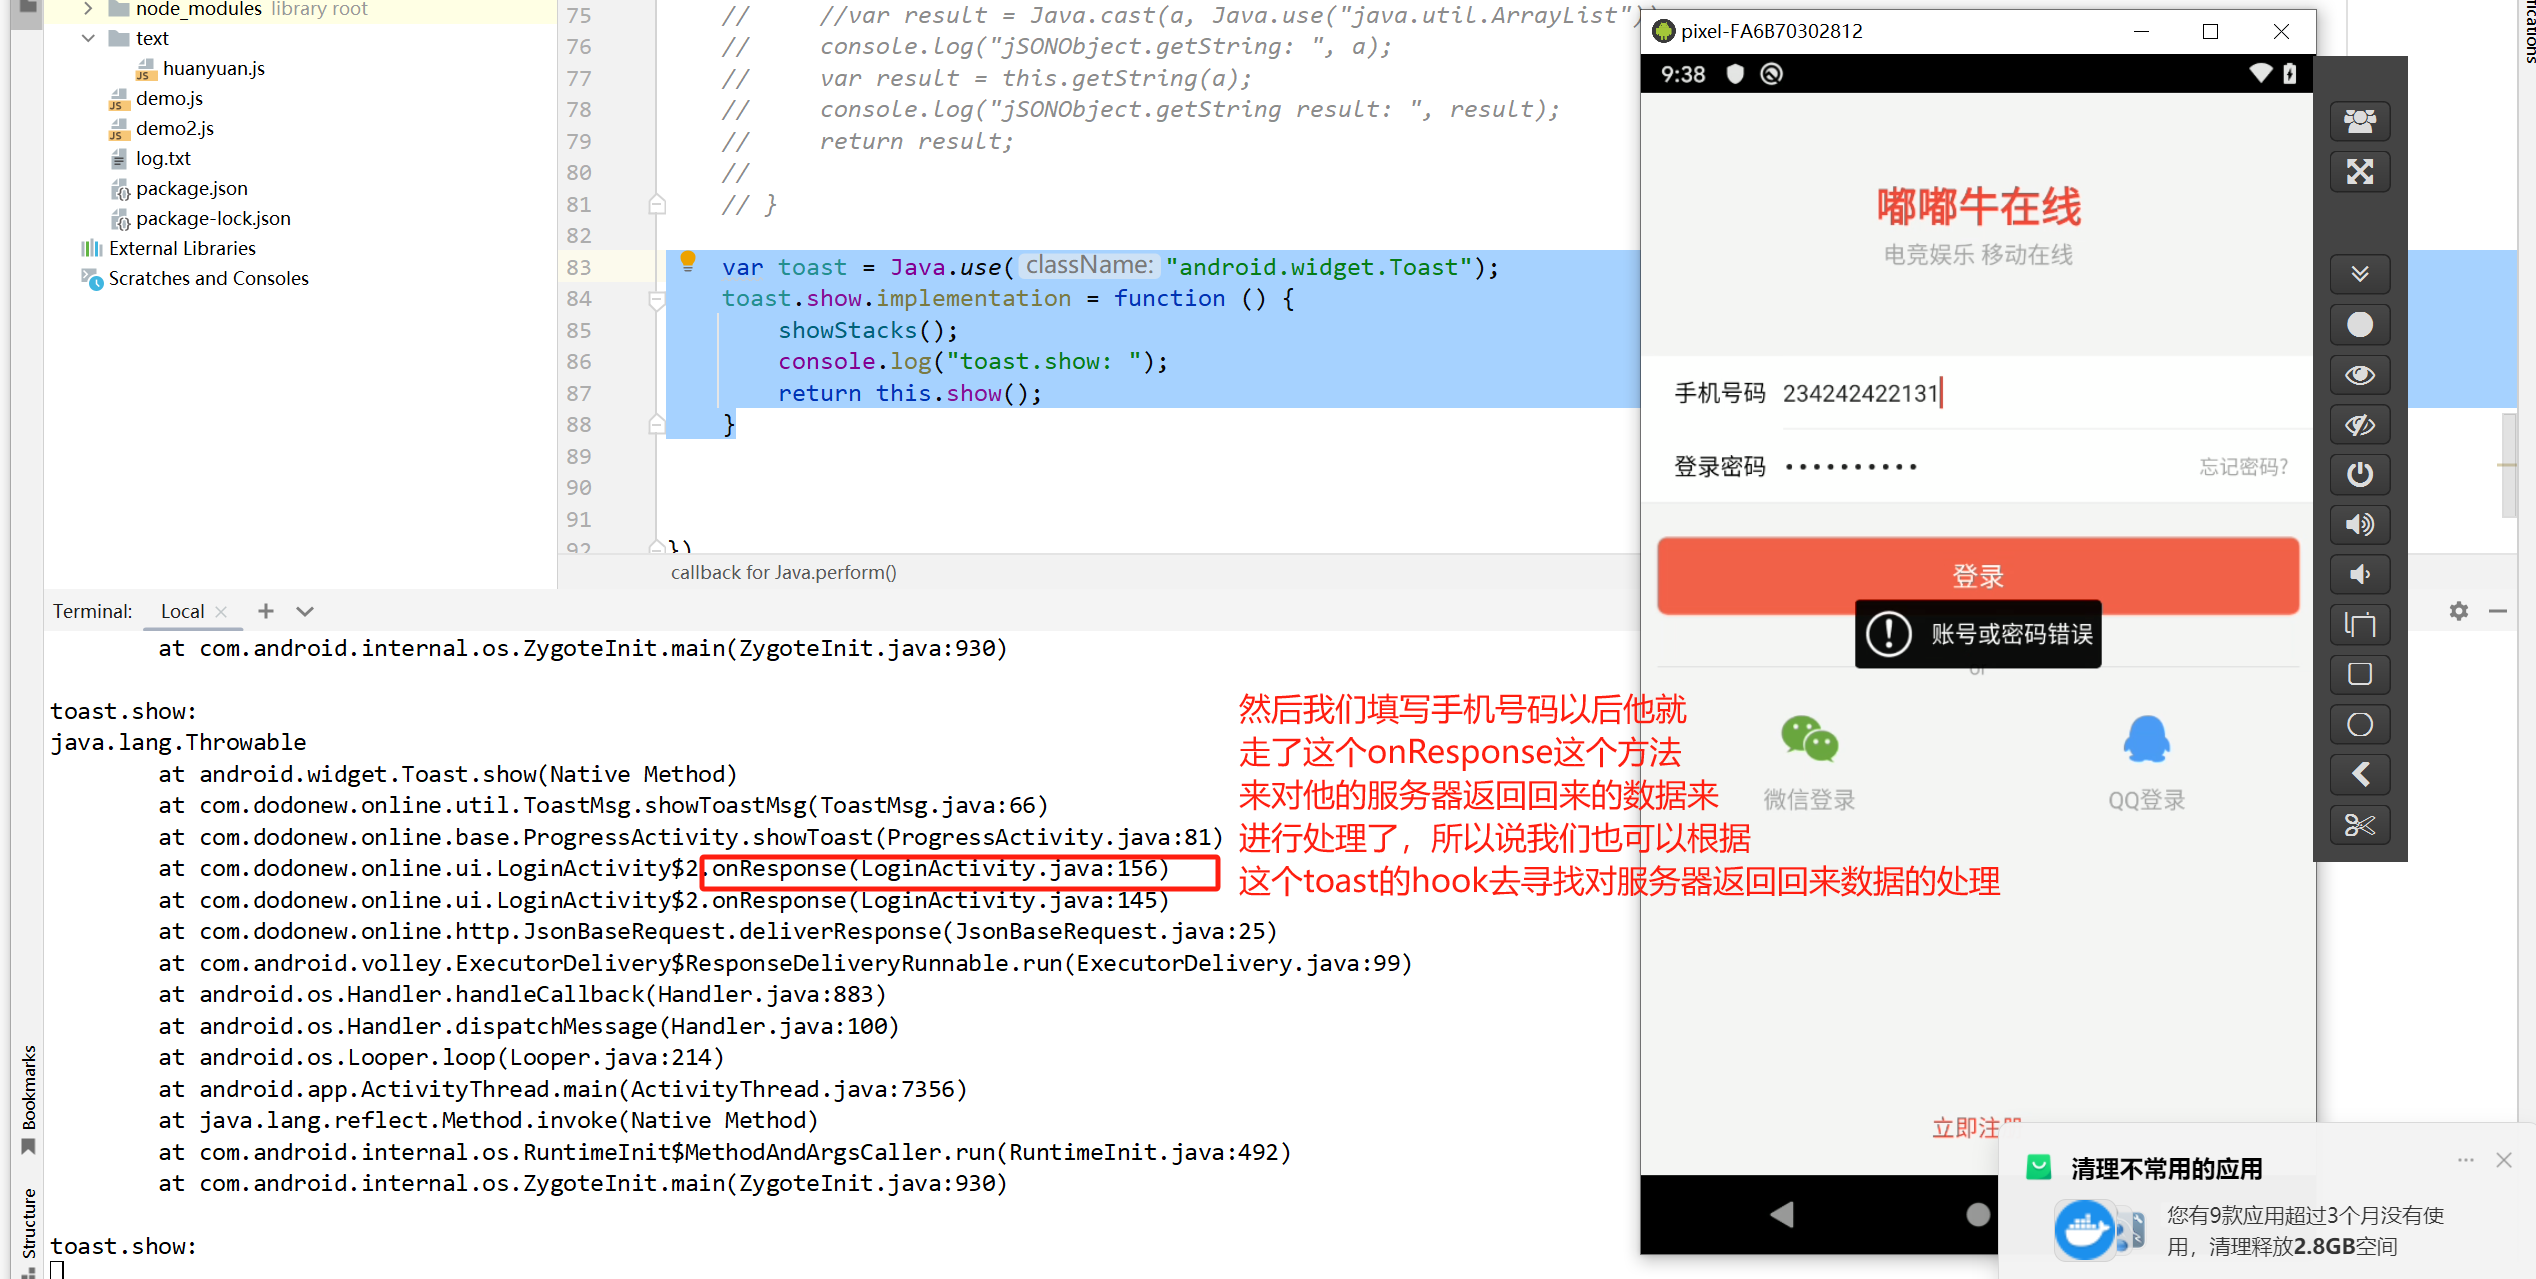 node_modules library root
text
huanyuan.js
demo.js
demo2.js
log.txt
package.json
package-lock.json
External Libraries
Scratches and Consoles
75 // //var result = Java.cast(a, Java.use("java.util.ArrayList"))
76 // console.log("jSONObject.getString: ", a);
77 // var result = this.getString(a);
78 // console.log("jSONObject.getString result: ", result);
79 // return result;
80 //
81 // }
82
83 var toast = Java.use( className: "android.widget.Toast");
84 toast.show.implementation = function () {
85 showStacks();
86 console.log("toast.show: ");
87 return this.show();
88 }
89
90
91
92 })
callback for Java.perform()
Terminal: Local
at com.android.internal.os.ZygoteInit.main(ZygoteInit.java:930)
toast.show:
java.lang.Throwable
at android.widget.Toast.show(Native Method)
at com.dodonew.online.util.ToastMsg.showToastMsg(ToastMsg.java:66)
at com.dodonew.online.base.ProgressActivity.showToast(ProgressActivity.java:81)
at com.dodonew.online.ui.LoginActivity$2.onResponse(LoginActivity.java:156)
at com.dodonew.online.ui.LoginActivity$2.onResponse(LoginActivity.java:145)
at com.dodonew.online.http.JsonBaseRequest.deliverResponse(JsonBaseRequest.java:25)
at com.android.volley.ExecutorDelivery$ResponseDeliveryRunnable.run(ExecutorDelivery.java:99)
at android.os.Handler.handleCallback(Handler.java:883)
at android.os.Handler.dispatchMessage(Handler.java:100)
at android.os.Looper.loop(Looper.java:214)
at android.app.ActivityThread.main(ActivityThread.java:7356)
at java.lang.reflect.Method.invoke(Native Method)
at com.android.internal.os.RuntimeInit$MethodAndArgsCaller.run(RuntimeInit.java:492)
at com.android.internal.os.ZygoteInit.main(ZygoteInit.java:930)
toast.show:
Bookmarks
Structure
然后我们填写手机号码以后他就
走了这个onResponse这个方法
来对他的服务器返回回来的数据来
进行处理了，所以说我们也可以根据
这个toast的hook去寻找对服务器返回回来数据的处理
pixel-FA6B70302812
9:38
嘟嘟牛在线
电竞娱乐 移动在线
手机号码 234242422131
登录密码 •••••••••• 忘记密码?
登录
账号或密码错误
or
微信登录 QQ登录
立即注册
清理不常用的应用
您有9款应用超过3个月没有使
用，清理释放2.8GB空间
ifications